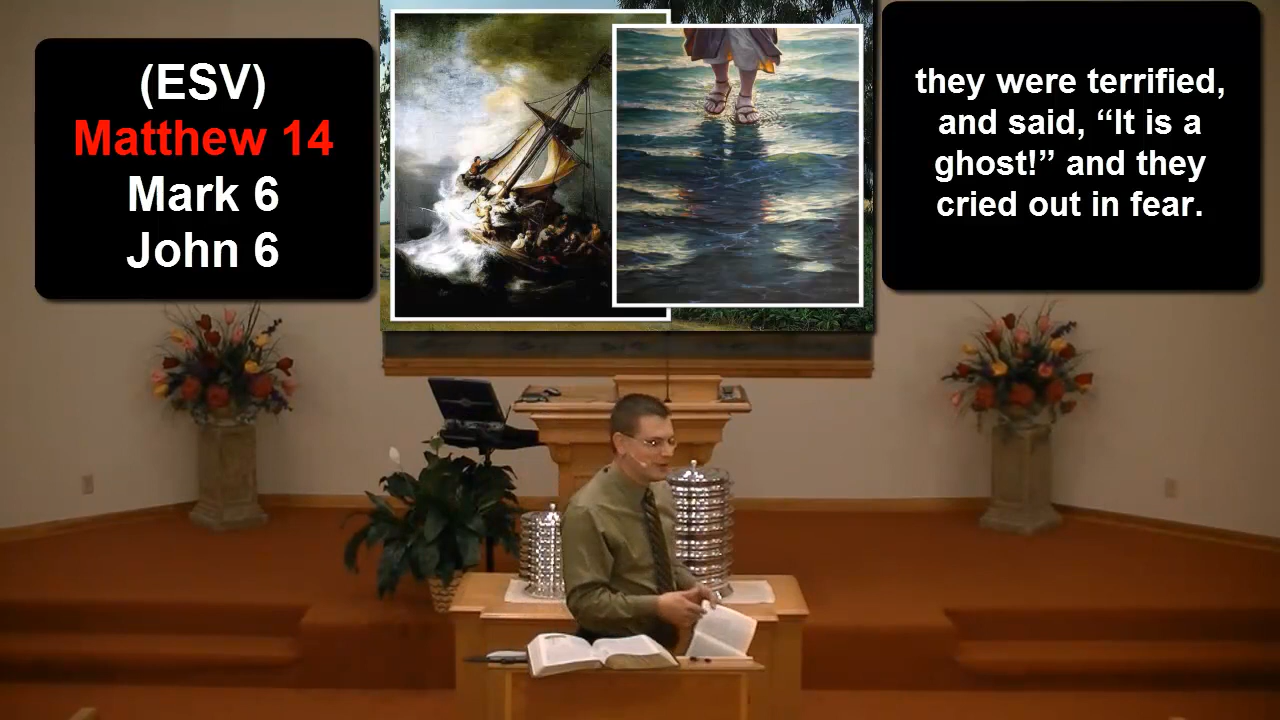 (ESV)
Matthew 14
Mark 6
John 6
they were terrified,
and said, “It is a
ghost!” and they
cried out in fear.